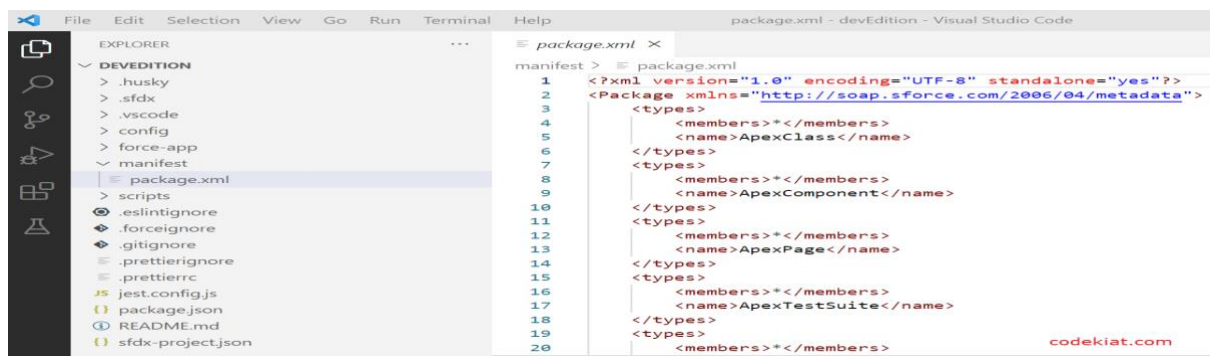 File Edit Selection View Go Run Terminal Help package.xml - devEdition - Visual Studio Code
EXPLORER ...
DEVEDITION
> .husky
> .sfdx
> .vscode
> config
> force-app
manifest
package.xml
> scripts
.eslintignore
.forceignore
.gitignore
.prettierignore
.prettierrc
JS jest.config.js
{} package.json
README.md
{} sfdx-project.json
package.xml ×
manifest > package.xml
1 <?xml version="1.0" encoding="UTF-8" standalone="yes"?>
2 <Package xmlns="http://soap.sforce.com/2006/04/metadata">
3 <types>
4 <members>*</members>
5 <name>ApexClass</name>
6 </types>
7 <types>
8 <members>*</members>
9 <name>ApexComponent</name>
10 </types>
11 <types>
12 <members>*</members>
13 <name>ApexPage</name>
14 </types>
15 <types>
16 <members>*</members>
17 <name>ApexTestSuite</name>
18 </types>
19 <types>
20 <members>*</members>
codekiat.com